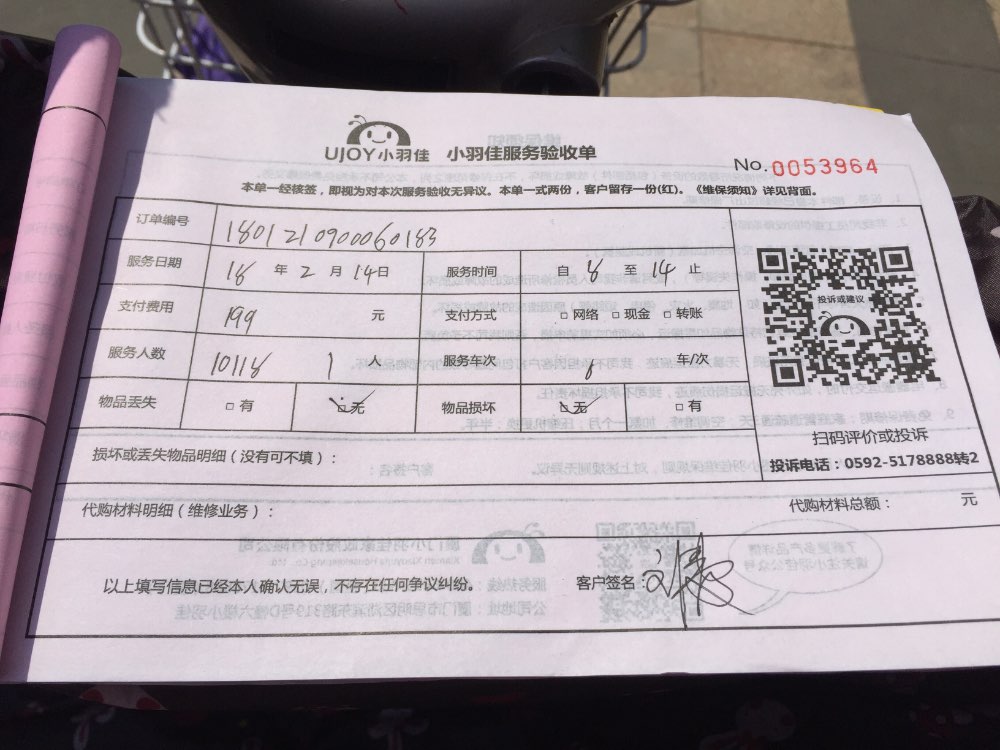 UJOY小羽佳 小羽佳服务验收单
No. 0053964
本单一经核签，即视为对本次服务验收无异议。本单一式两份，客户留存一份(红)。《维保须知》详见背面。
订单编号 1801210900060183
服务日期 18 年 2 月 14日 服务时间 自 8 至 14 止
支付费用 199 元 支付方式 □网络 □现金 □转账
服务人数 10118 1 人 服务车次 8 车/次
物品丢失 □有 □无 物品损坏 □无 □有
投诉或建议
扫码评价或投诉
投诉电话：0592-5178888转2
损坏或丢失物品明细（没有可不填）：
代购材料明细（维修业务）： 代购材料总额： 元
以上填写信息已经本人确认无误，不存在任何争议纠纷。 客户签名：